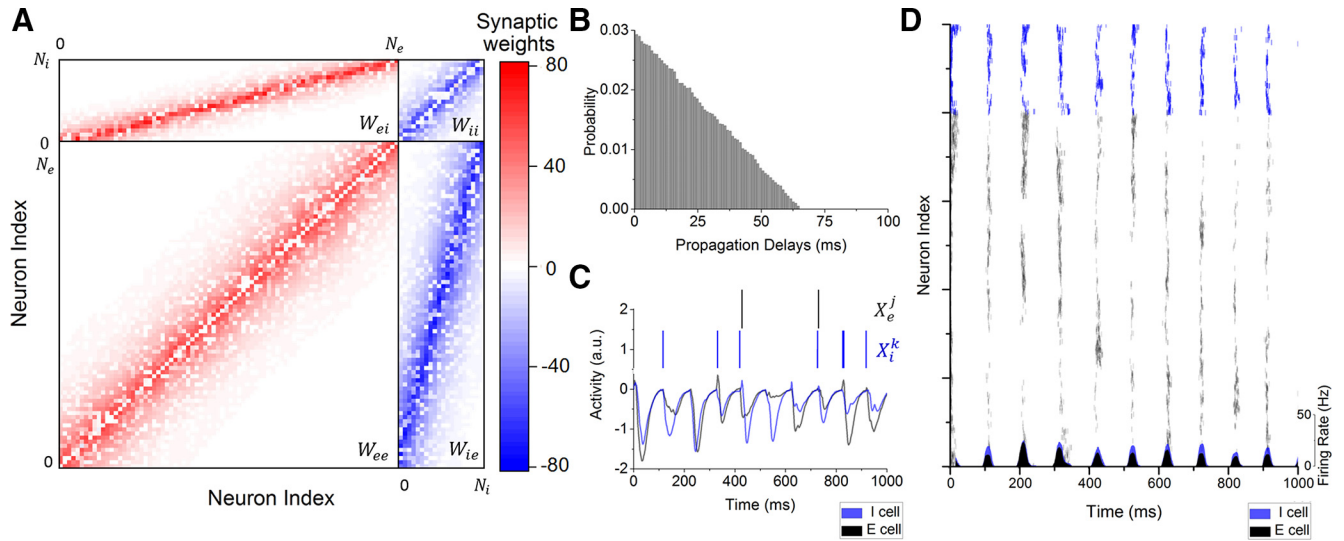 A
0
N_e
N_i
0
N_e
0
W_ei
W_ii
W_ee
W_ie
0
N_i
Neuron Index
Neuron Index
Synaptic
weights
80
40
0
-40
-80
B
0.03
0.02
0.01
0.00
Probability
0
25
50
75
100
Propagation Delays (ms)
C
2
1
0
-1
-2
Activity (a.u.)
X_e^j
X_i^k
0
200
400
600
800
1000
Time (ms)
I cell
E cell
D
Neuron Index
50
0
Firing Rate (Hz)
0
200
400
600
800
1000
Time (ms)
I cell
E cell